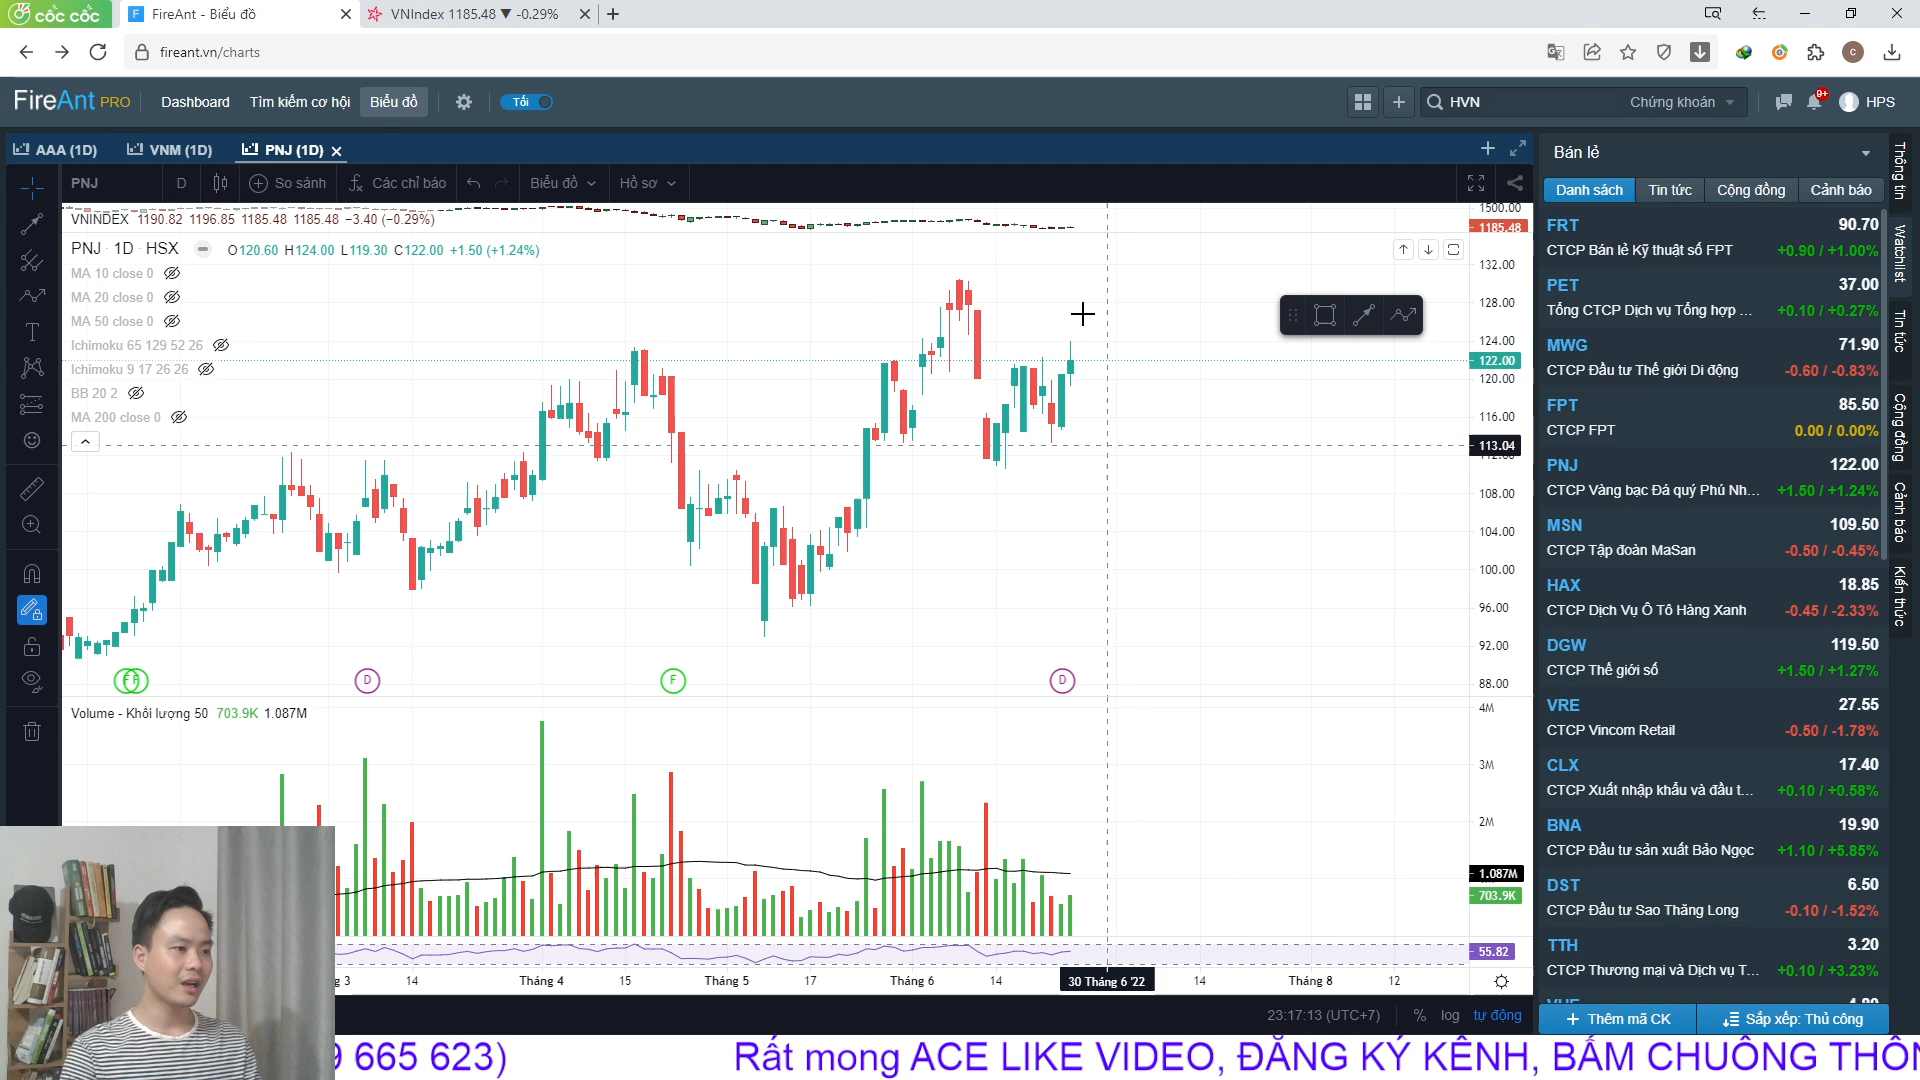 cốc cốc
FireAnt - Biểu đồ
VNIndex 1185.48 ▼ -0.29%
fireant.vn/charts
C
FireAnt PRO
Dashboard
Tìm kiếm cơ hội
Biểu đồ
Tối
HVN
Chứng khoán
9+
HPS
AAA (1D)
VNM (1D)
PNJ (1D)
PNJ
D
So sánh
Các chỉ báo
Biểu đồ
Hồ sơ
VNINDEX 1190.82 1196.85 1185.48 1185.48 −3.40 (−0.29%)
PNJ · 1D · HSX
O120.60 H124.00 L119.30 C122.00 +1.50 (+1.24%)
MA 10 close 0
MA 20 close 0
MA 50 close 0
Ichimoku 65 129 52 26
Ichimoku 9 17 26 26
BB 20 2
MA 200 close 0
1500.00
1185.48
132.00
128.00
124.00
122.00
120.00
116.00
113.04
112.00
108.00
104.00
100.00
96.00
92.00
88.00
F
F
D
F
D
Volume - Khối lượng 50 703.9K 1.087M
4M
3M
2M
1.087M
703.9K
55.82
g 3
14
Tháng 4
15
Tháng 5
17
Tháng 6
14
30 Tháng 6 '22
14
Tháng 8
12
23:17:13 (UTC+7)
%
log
tự động
Bán lẻ
Danh sách
Tin tức
Cộng đồng
Cảnh báo
FRT 90.70
CTCP Bán lẻ Kỹ thuật số FPT +0.90 / +1.00%
PET 37.00
Tổng CTCP Dịch vụ Tổng hợp ... +0.10 / +0.27%
MWG 71.90
CTCP Đầu tư Thế giới Di động -0.60 / -0.83%
FPT 85.50
CTCP FPT 0.00 / 0.00%
PNJ 122.00
CTCP Vàng bạc Đá quý Phú Nh... +1.50 / +1.24%
MSN 109.50
CTCP Tập đoàn MaSan -0.50 / -0.45%
HAX 18.85
CTCP Dịch Vụ Ô Tô Hàng Xanh -0.45 / -2.33%
DGW 119.50
CTCP Thế giới số +1.50 / +1.27%
VRE 27.55
CTCP Vincom Retail -0.50 / -1.78%
CLX 17.40
CTCP Xuất nhập khẩu và đầu t... +0.10 / +0.58%
BNA 19.90
CTCP Đầu tư sản xuất Bảo Ngọc +1.10 / +5.85%
DST 6.50
CTCP Đầu tư Sao Thăng Long -0.10 / -1.52%
TTH 3.20
CTCP Thương mại và Dịch vụ T... +0.10 / +3.23%
Thêm mã CK
Sắp xếp: Thủ công
Thông tin
Watchlist
Tin tức
Cộng đồng
Cảnh báo
Kiến thức
9 665 623)
Rất mong ACE LIKE VIDEO, ĐĂNG KÝ KÊNH, BẤM CHUÔNG THÔN